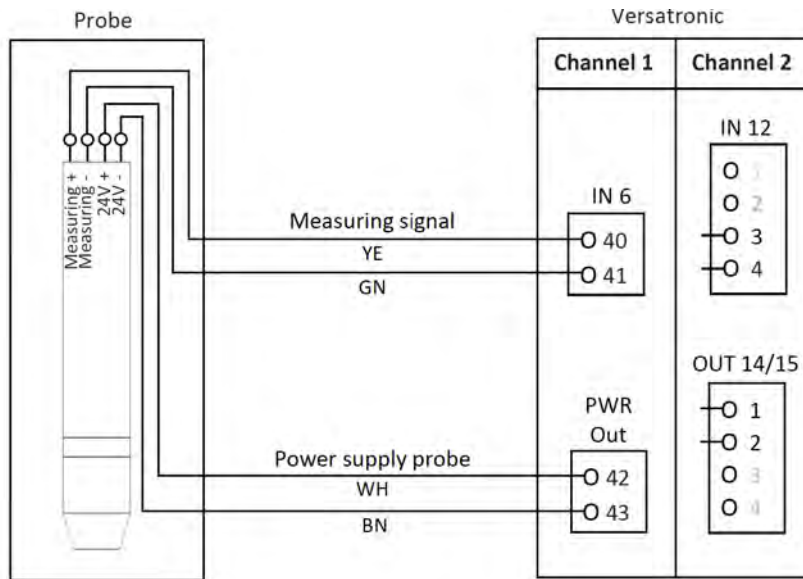 Probe
Versatronic
Channel 1
Channel 2
Measuring +
Measuring -
24V +
24V -
Measuring signal
YE
GN
Power supply probe
WH
BN
IN 6
40
41
PWR
Out
42
43
IN 12
1
2
3
4
OUT 14/15
1
2
3
4